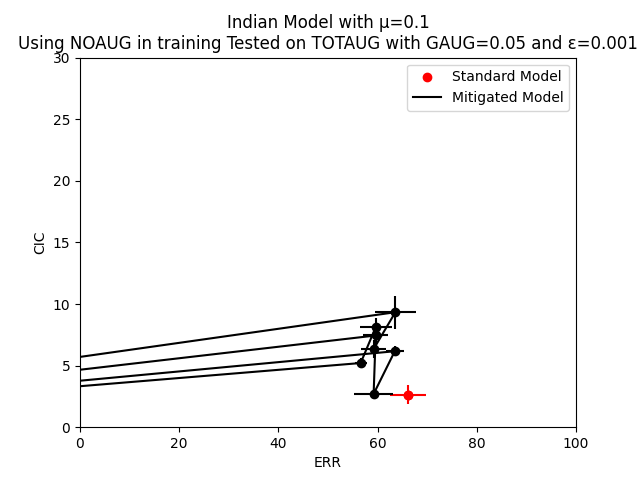 Indian Model with μ=0.1
Using NOAUG in training Tested on TOTAUG with GAUG=0.05 and ε=0.001
Standard Model
Mitigated Model
30
25
20
15
10
5
0
CIC
0 20 40 60 80 100
ERR